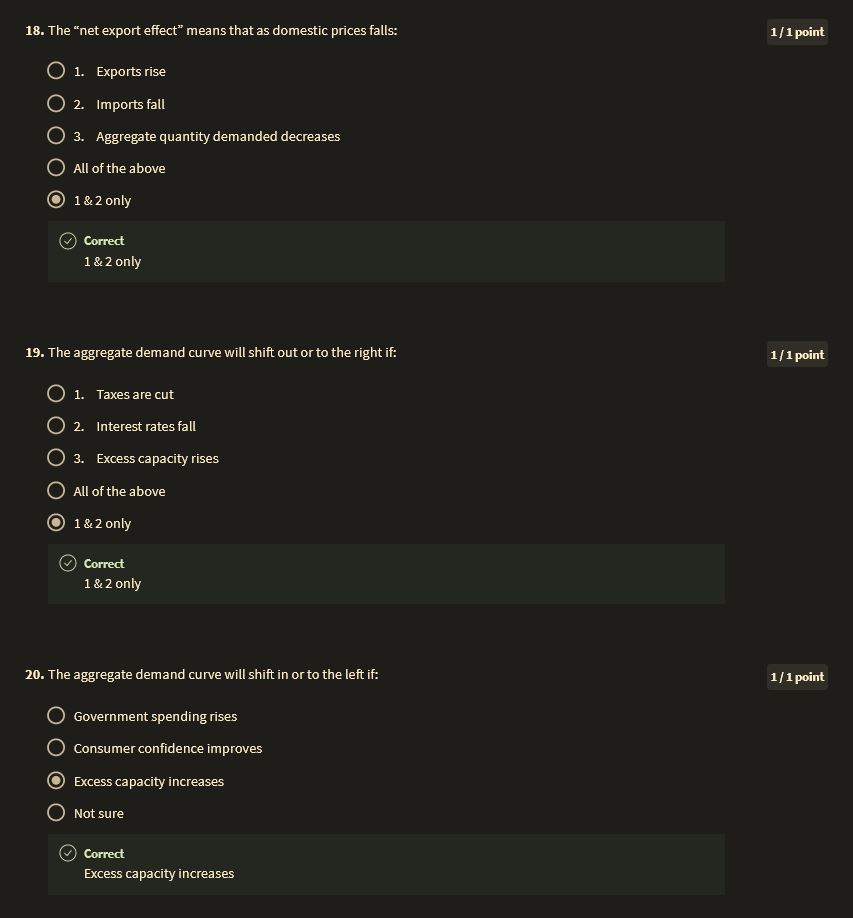 18. The “net export effect” means that as domestic prices falls:
1 / 1 point
1. Exports rise
2. Imports fall
3. Aggregate quantity demanded decreases
All of the above
1 & 2 only
Correct
1 & 2 only
19. The aggregate demand curve will shift out or to the right if:
1 / 1 point
1. Taxes are cut
2. Interest rates fall
3. Excess capacity rises
All of the above
1 & 2 only
Correct
1 & 2 only
20. The aggregate demand curve will shift in or to the left if:
1 / 1 point
Government spending rises
Consumer confidence improves
Excess capacity increases
Not sure
Correct
Excess capacity increases